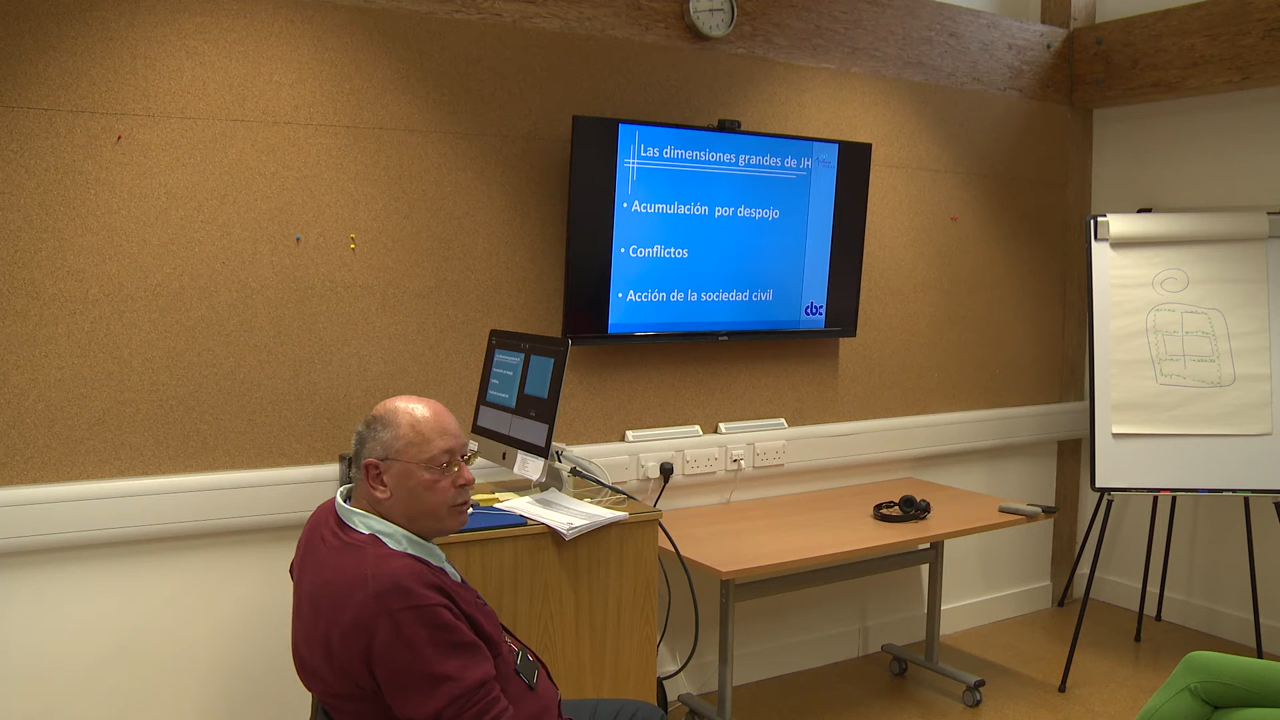 Las dimensiones grandes de JH
• Acumulación por despojo
• Conflictos
• Acción de la sociedad civil
cbc